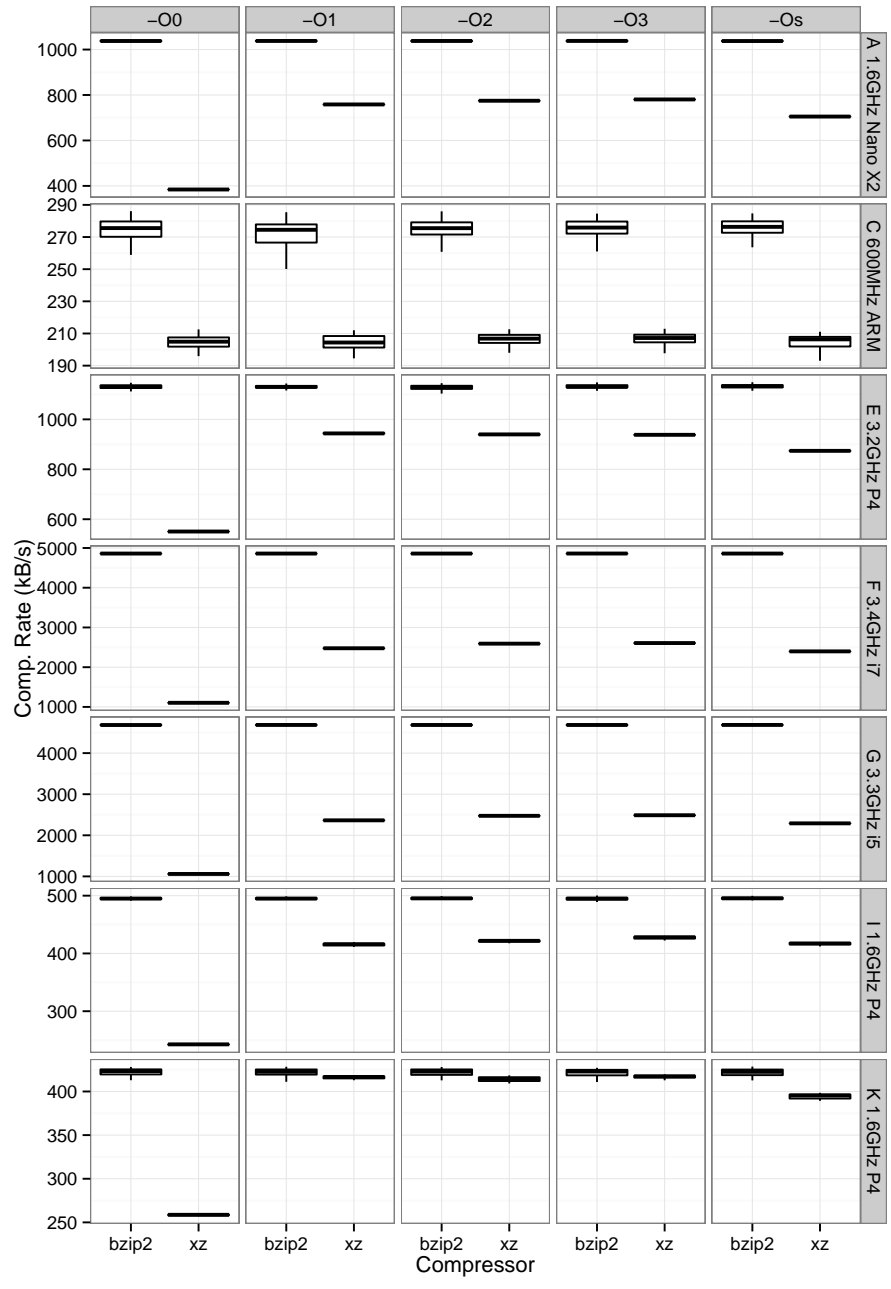 −O0 −O1 −O2 −O3 −Os
1000
800
600
400
A 1.6GHz Nano X2
290
270
250
230
210
190
C 600MHz ARM
1000
800
600
E 3.2GHz P4
5000
4000
3000
2000
1000
F 3.4GHz i7
4000
3000
2000
1000
G 3.3GHz i5
500
400
300
I 1.6GHz P4
400
350
300
250
K 1.6GHz P4
Comp. Rate (kB/s)
bzip2 xz bzip2 xz bzip2 xz bzip2 xz bzip2 xz
Compressor